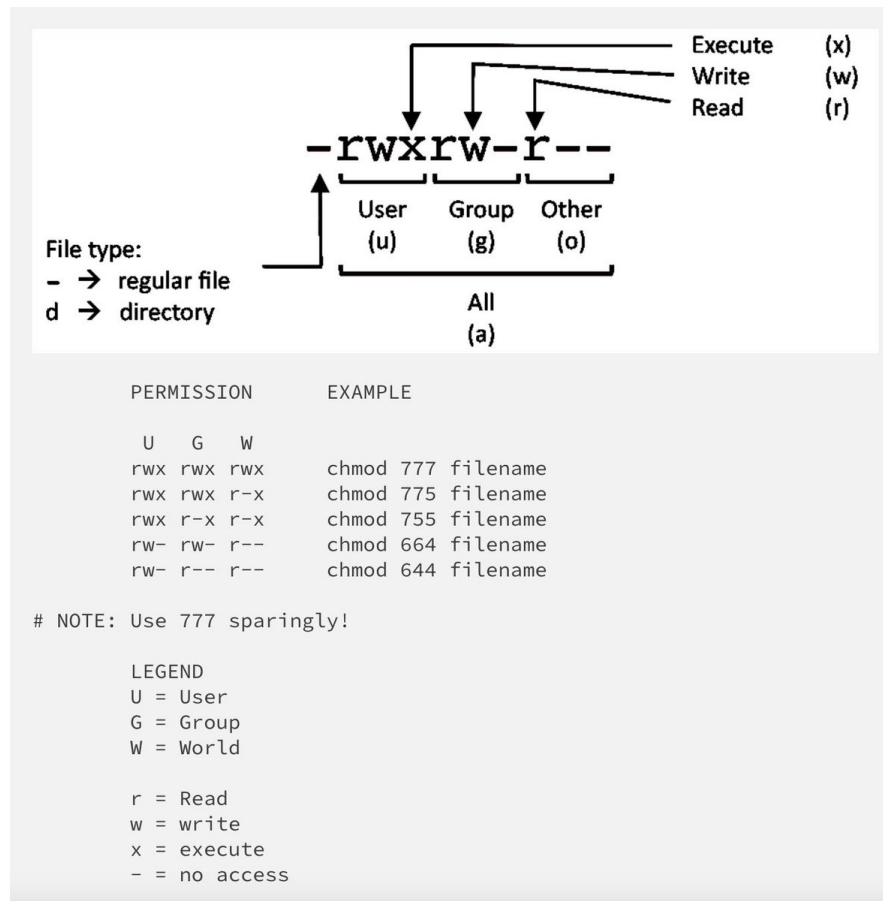 Execute (x)
Write (w)
Read (r)
-rwxrw-r--
User Group Other
(u) (g) (o)
File type:
- → regular file
d → directory
All
(a)
PERMISSION EXAMPLE
U G W
rwx rwx rwx chmod 777 filename
rwx rwx r-x chmod 775 filename
rwx r-x r-x chmod 755 filename
rw- rw- r-- chmod 664 filename
rw- r-- r-- chmod 644 filename
# NOTE: Use 777 sparingly!
LEGEND
U = User
G = Group
W = World
r = Read
w = write
x = execute
- = no access